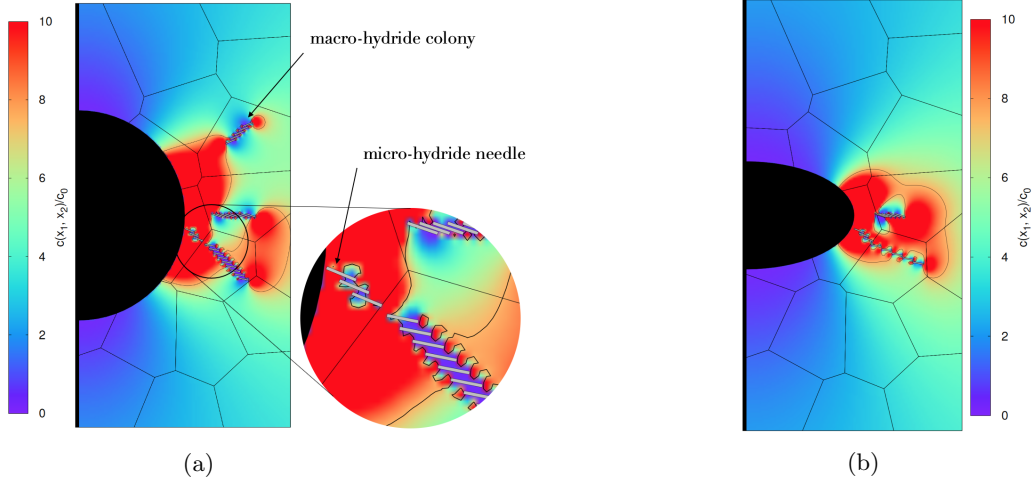 10
8
6
4
2
0
c(x₁, x₂)/c₀
macro-hydride colony
micro-hydride needle
(a)
10
8
6
4
2
0
c(x₁, x₂)/c₀
(b)